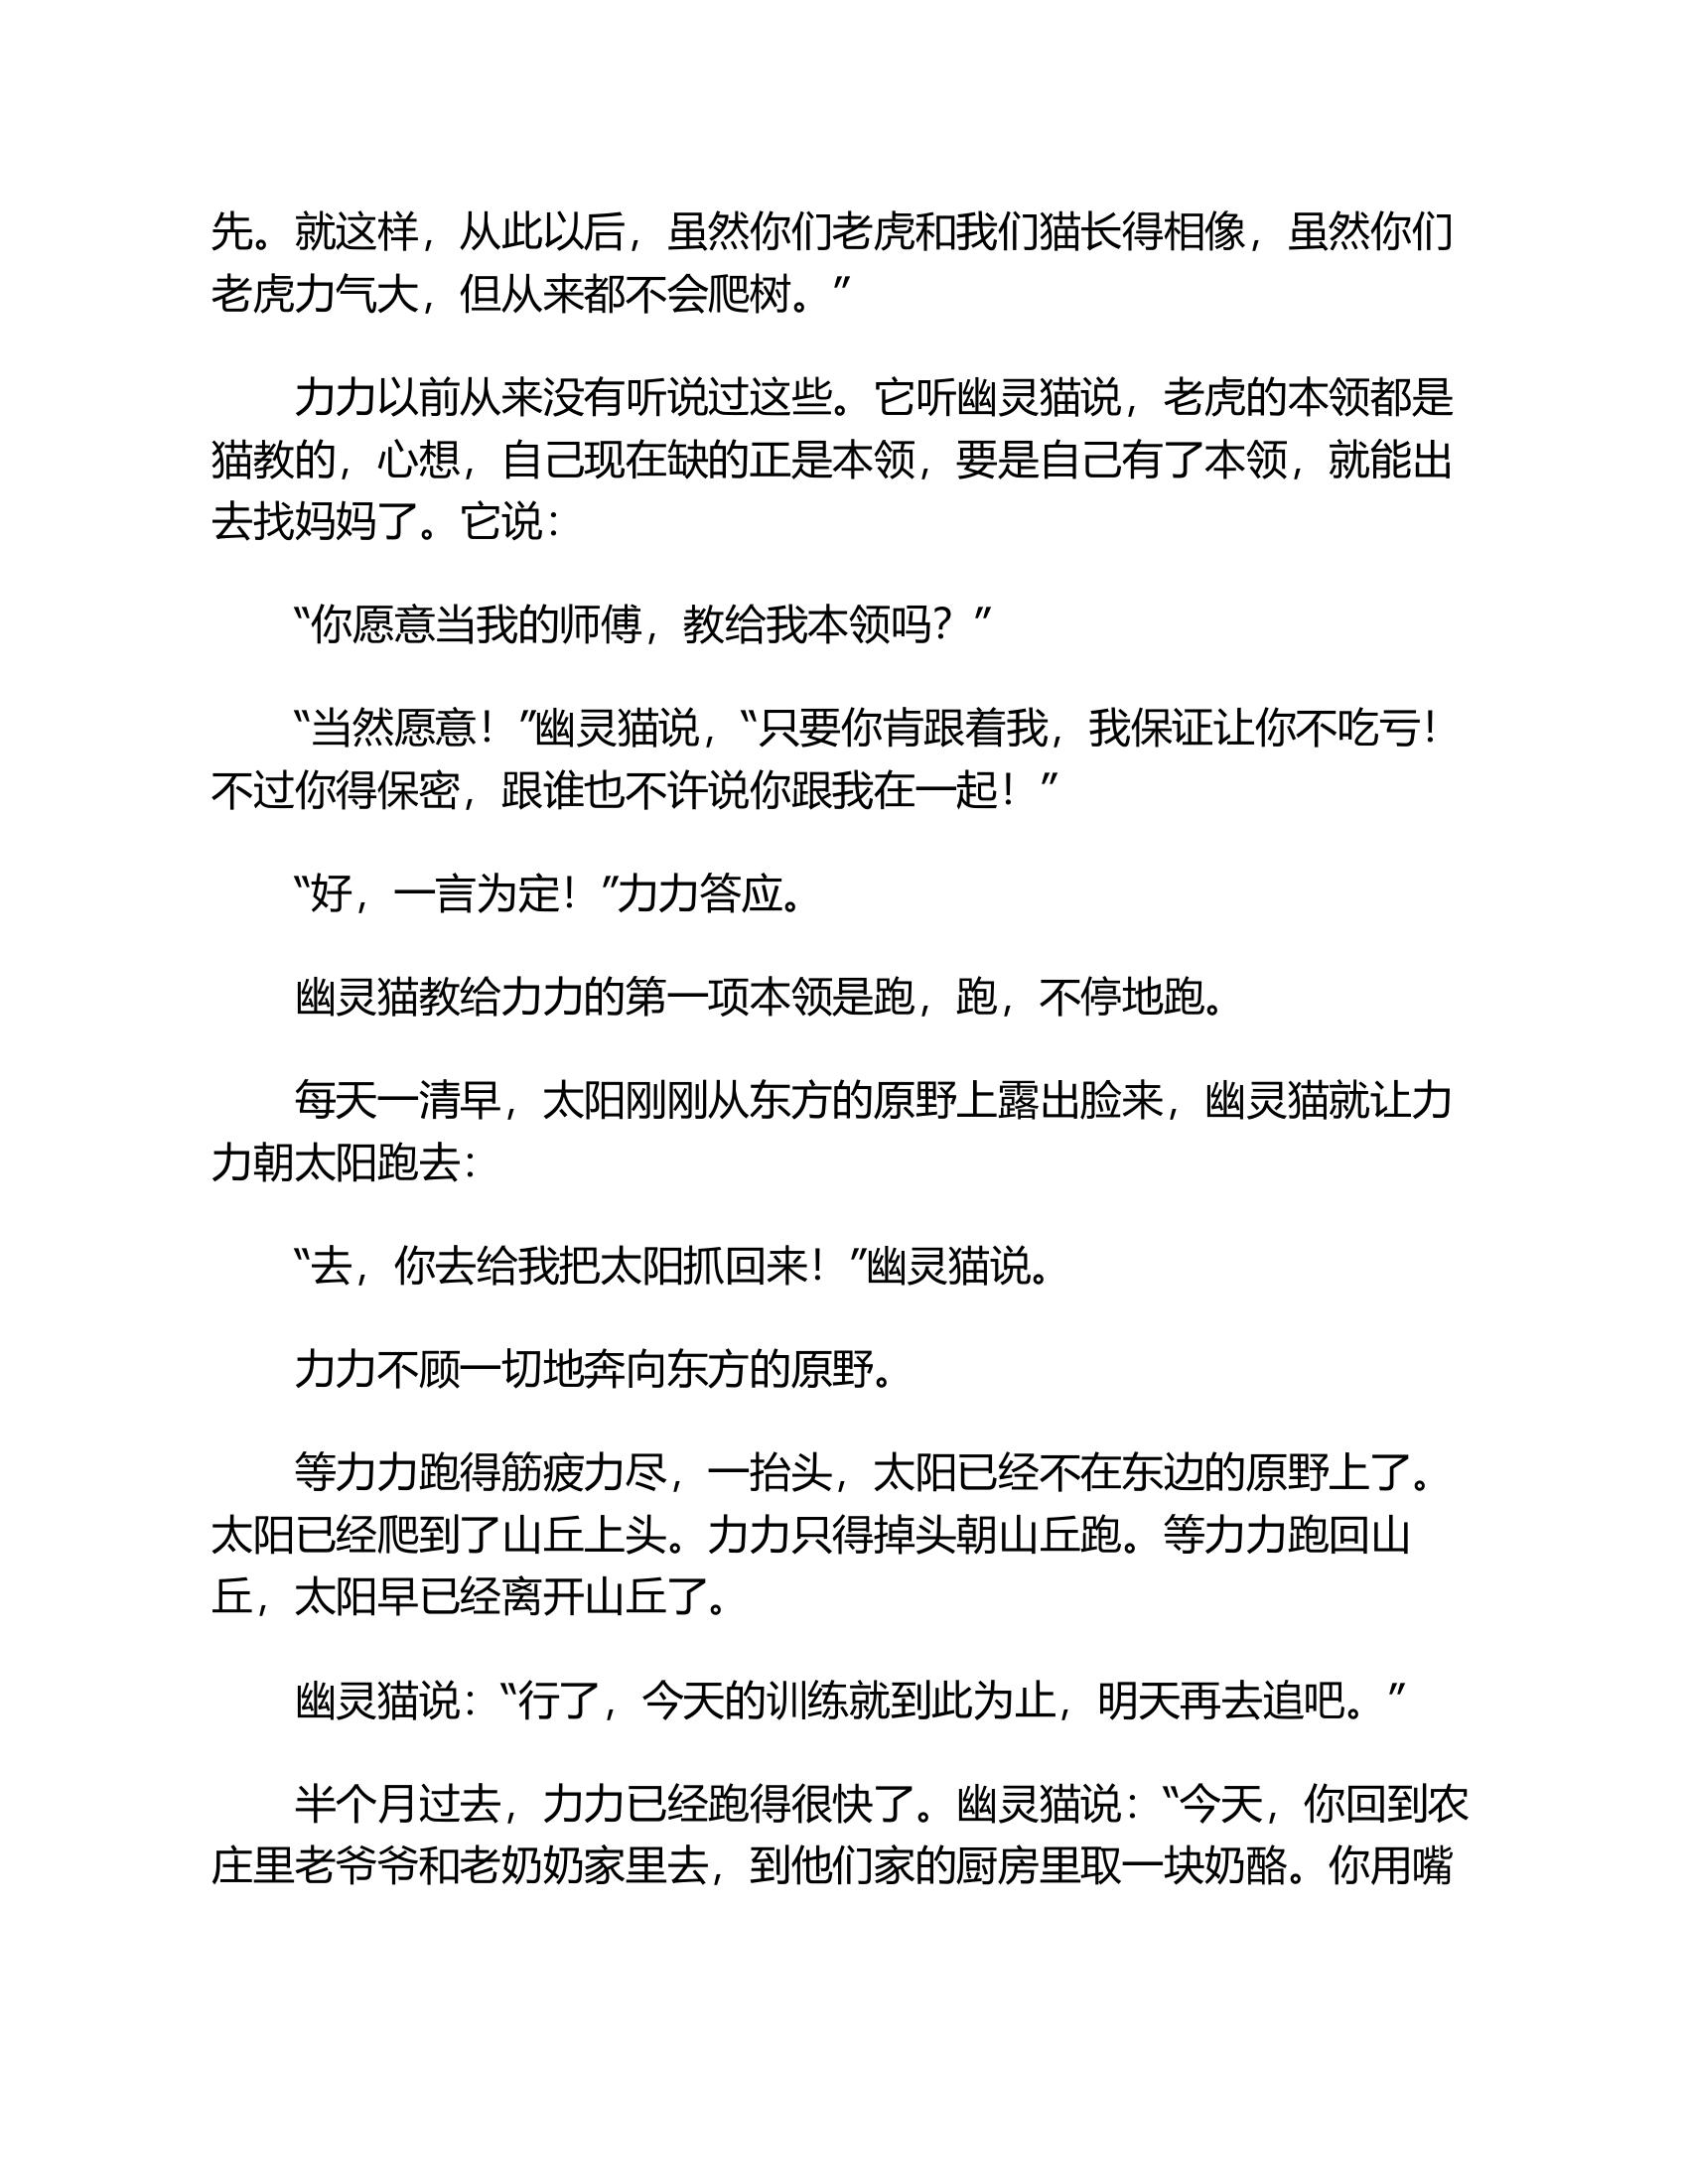 先。就这样，从此以后，虽然你们老虎和我们猫长得相像，虽然你们
老虎力气大，但从来都不会爬树。”
力力以前从来没有听说过这些。它听幽灵猫说，老虎的本领都是
猫教的，心想，自己现在缺的正是本领，要是自己有了本领，就能出
去找妈妈了。它说：
“你愿意当我的师傅，教给我本领吗？”
“当然愿意！”幽灵猫说，“只要你肯跟着我，我保证让你不吃亏！
不过你得保密，跟谁也不许说你跟我在一起！”
“好，一言为定！”力力答应。
幽灵猫教给力力的第一项本领是跑，跑，不停地跑。
每天一清早，太阳刚刚从东方的原野上露出脸来，幽灵猫就让力
力朝太阳跑去：
“去，你去给我把太阳抓回来！”幽灵猫说。
力力不顾一切地奔向东方的原野。
等力力跑得筋疲力尽，一抬头，太阳已经不在东边的原野上了。
太阳已经爬到了山丘上头。力力只得掉头朝山丘跑。等力力跑回山
丘，太阳早已经离开山丘了。
幽灵猫说：“行了，今天的训练就到此为止，明天再去追吧。”
半个月过去，力力已经跑得很快了。幽灵猫说：“今天，你回到农
庄里老爷爷和老奶奶家里去，到他们家的厨房里取一块奶酪。你用嘴